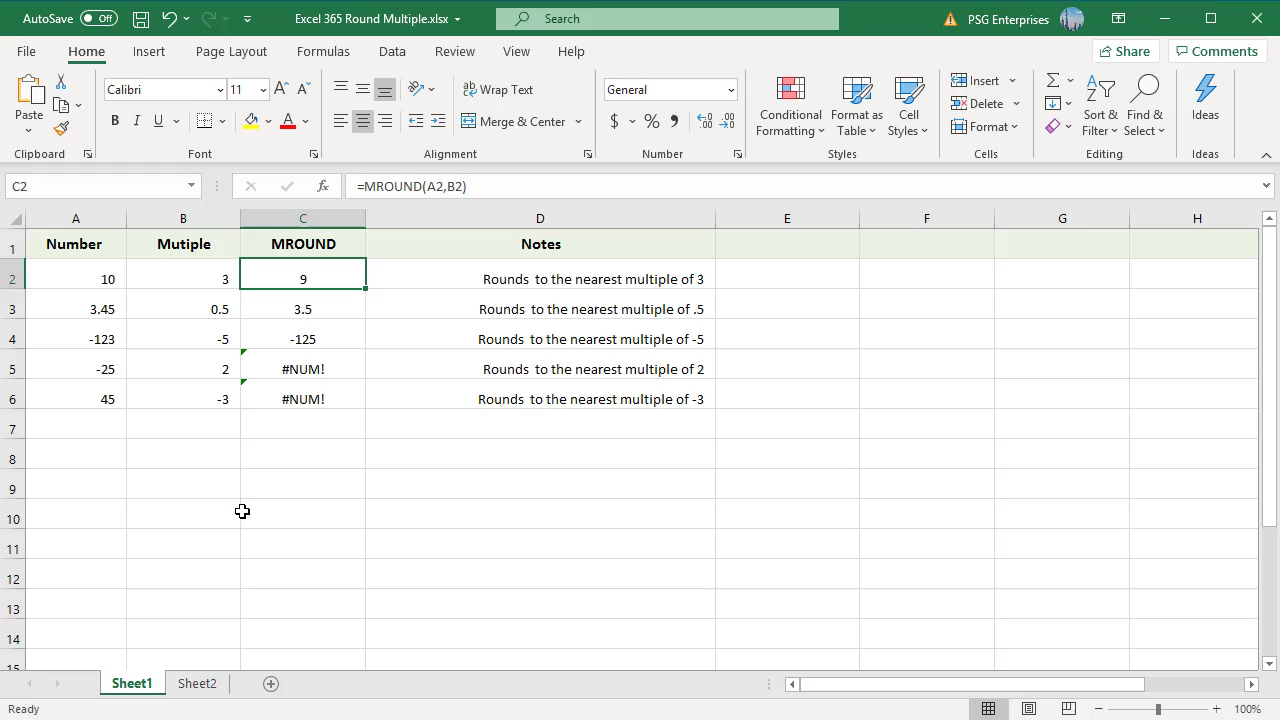 AutoSave Off Excel 365 Round Multiple.xlsx Search PSG Enterprises
File Home Insert Page Layout Formulas Data Review View Help Share Comments
Paste Calibri 11 A A Wrap Text General Conditional Formatting Format as Table Cell Styles Insert Σ Sort & Filter Find & Select Ideas
B I U A Merge & Center $ % Delete
Format
Clipboard Font Alignment Number Styles Cells Editing Ideas
C2 fx =MROUND(A2,B2)
A B C D E F G H
1 Number Mutiple MROUND Notes
2 10 3 9 Rounds to the nearest multiple of 3
3 3.45 0.5 3.5 Rounds to the nearest multiple of .5
4 -123 -5 -125 Rounds to the nearest multiple of -5
5 -25 2 #NUM! Rounds to the nearest multiple of 2
6 45 -3 #NUM! Rounds to the nearest multiple of -3
7
8
9
10
11
12
13
14
15
Sheet1 Sheet2
Ready 100%